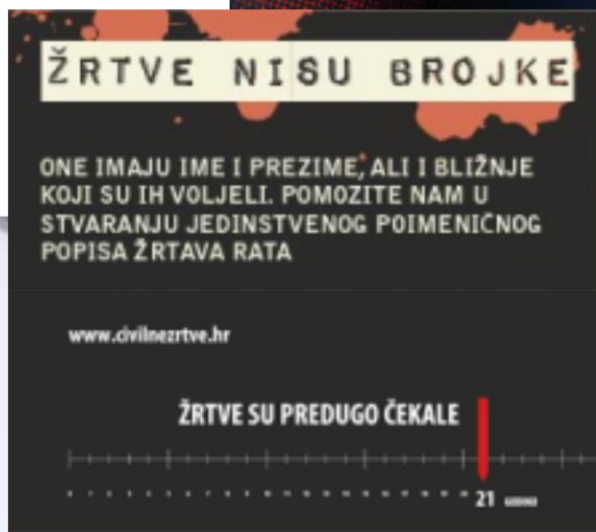 ŽRTVE NISU BROJKE
ONE IMAJU IME I PREZIME, ALI I BLIŽNJE
KOJI SU IH VOLJELI. POMOZITE NAM U
STVARANJU JEDINSTVENOG POIMENIČNOG
POPISA ŽRTAVA RATA
www.civilnezrtve.hr
ŽRTVE SU PREDUGO ČEKALE
21